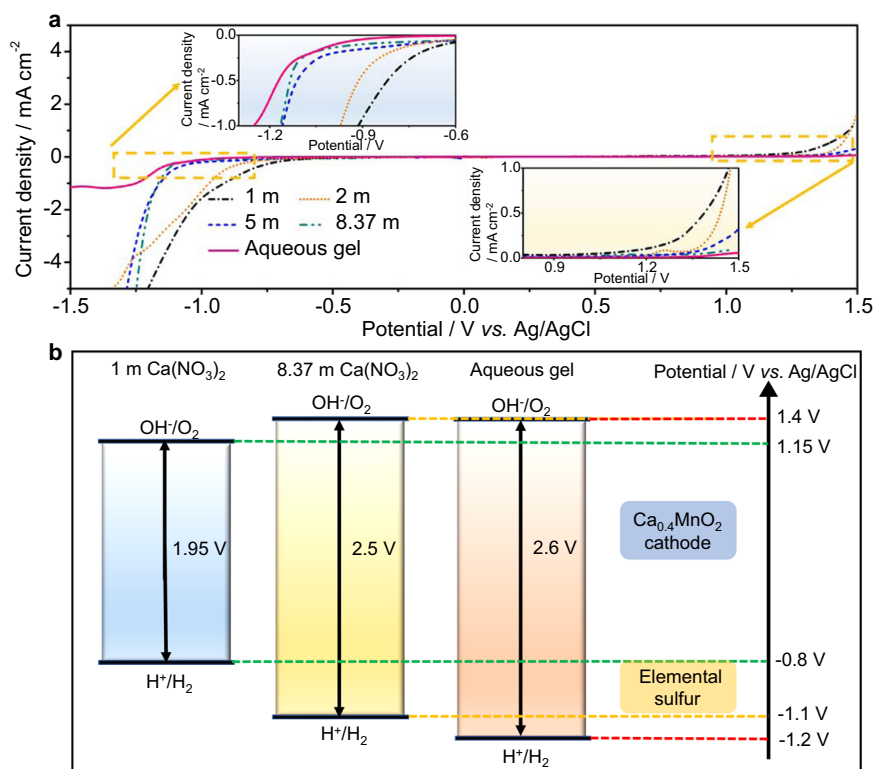 a
Current density / mA cm⁻²
0
-2
-4
4
2
0
-2
-4
-1.5 -1.0 -0.5 0.0 0.5 1.0 1.5
Potential / V vs. Ag/AgCl
Current density
/ mA cm⁻²
0.0
-0.5
-1.0
-1.2 -0.9 -0.6
Potential / V
1 m 2 m
5 m 8.37 m
Aqueous gel
Current density
/ mA cm⁻²
1.0
0.5
0.0
0.9 1.2 1.5
Potential / V
b
1 m Ca(NO₃)₂ 8.37 m Ca(NO₃)₂ Aqueous gel Potential / V vs. Ag/AgCl
OH⁻/O₂ OH⁻/O₂ OH⁻/O₂
1.4 V
1.15 V
Ca₀.₄MnO₂
cathode
1.95 V 2.5 V 2.6 V
-0.8 V
Elemental
sulfur
H⁺/H₂ H⁺/H₂ H⁺/H₂
-1.1 V
-1.2 V